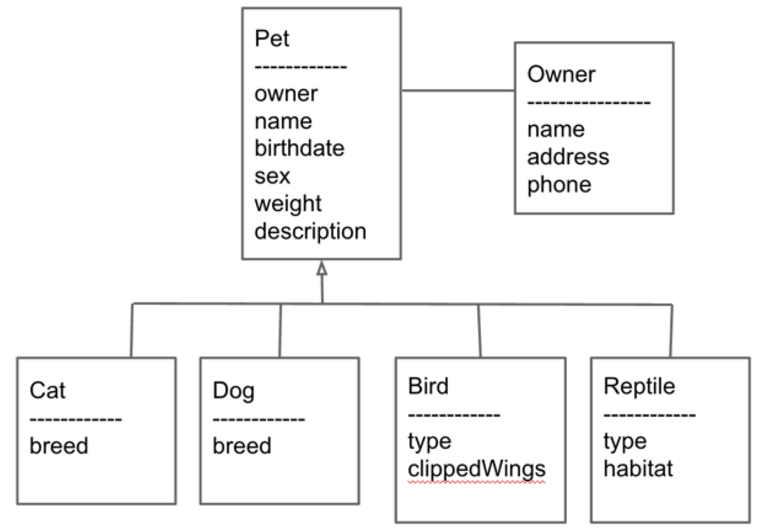 Pet
------------
owner
name
birthdate
sex
weight
description
Owner
----------------
name
address
phone
Cat
------------
breed
Dog
------------
breed
Bird
------------
type
clippedWings
Reptile
------------
type
habitat